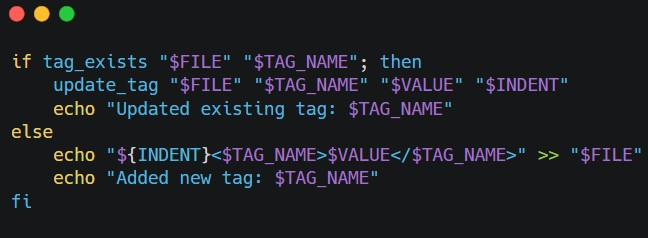 if tag_exists "$FILE" "$TAG_NAME"; then
    update_tag "$FILE" "$TAG_NAME" "$VALUE" "$INDENT"
    echo "Updated existing tag: $TAG_NAME"
else
    echo "${INDENT}<$TAG_NAME>$VALUE</$TAG_NAME>" >> "$FILE"
    echo "Added new tag: $TAG_NAME"
fi